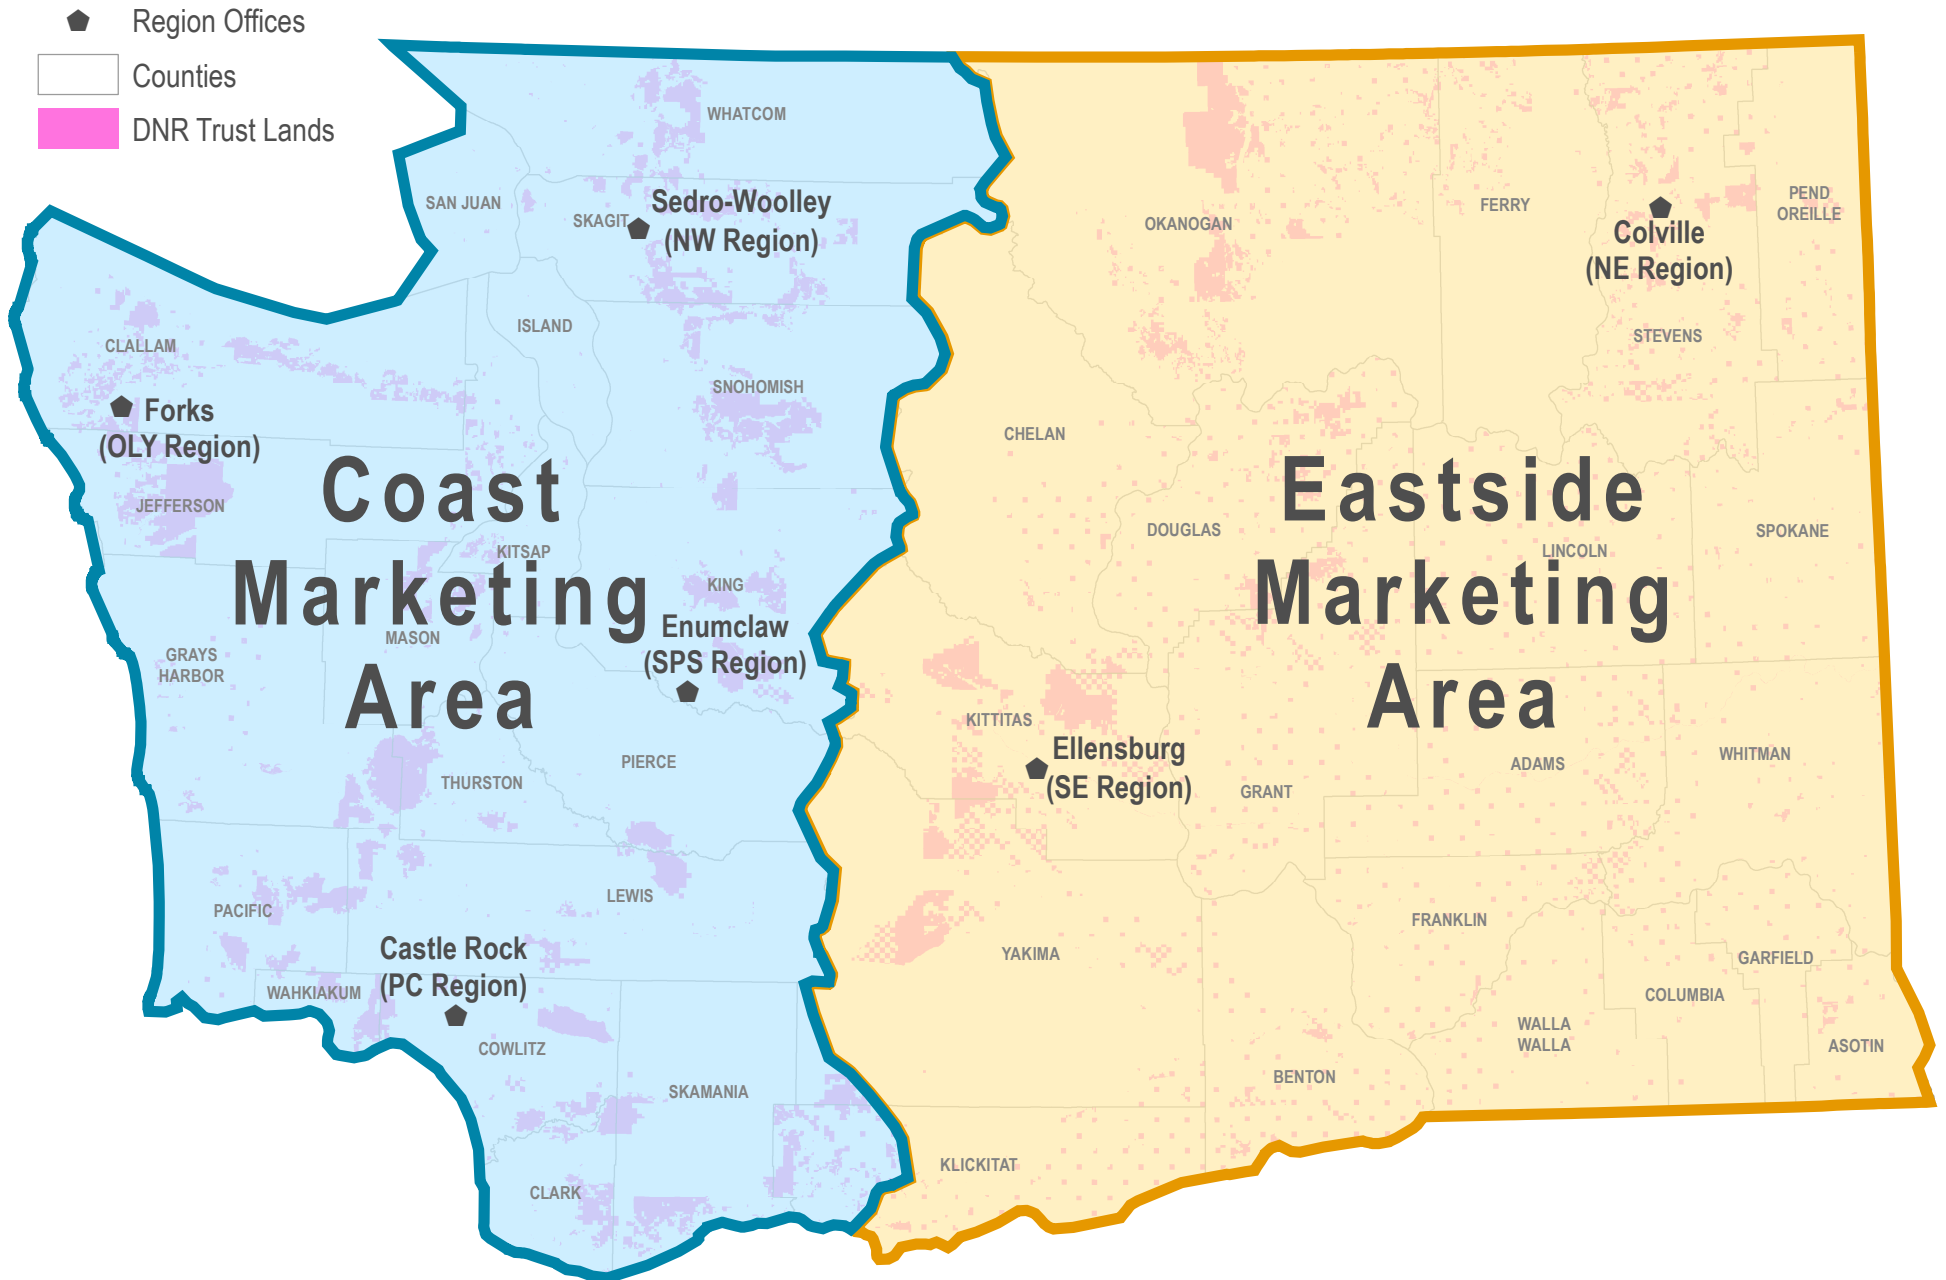 Region Offices
Counties
DNR Trust Lands
WHATCOM
SAN JUAN
SKAGIT
Sedro-Woolley
(NW Region)
ISLAND
CLALLAM
SNOHOMISH
Forks
(OLY Region)
JEFFERSON
Coast
Marketing
Area
KITSAP
KING
MASON
Enumclaw
(SPS Region)
GRAYS
HARBOR
PIERCE
THURSTON
LEWIS
PACIFIC
Castle Rock
(PC Region)
WAHKIAKUM
COWLITZ
SKAMANIA
CLARK
OKANOGAN
FERRY
PEND
OREILLE
Colville
(NE Region)
STEVENS
CHELAN
Eastside
Marketing
Area
DOUGLAS
LINCOLN
SPOKANE
KITTITAS
Ellensburg
(SE Region)
GRANT
ADAMS
WHITMAN
YAKIMA
FRANKLIN
GARFIELD
COLUMBIA
WALLA
WALLA
ASOTIN
BENTON
KLICKITAT